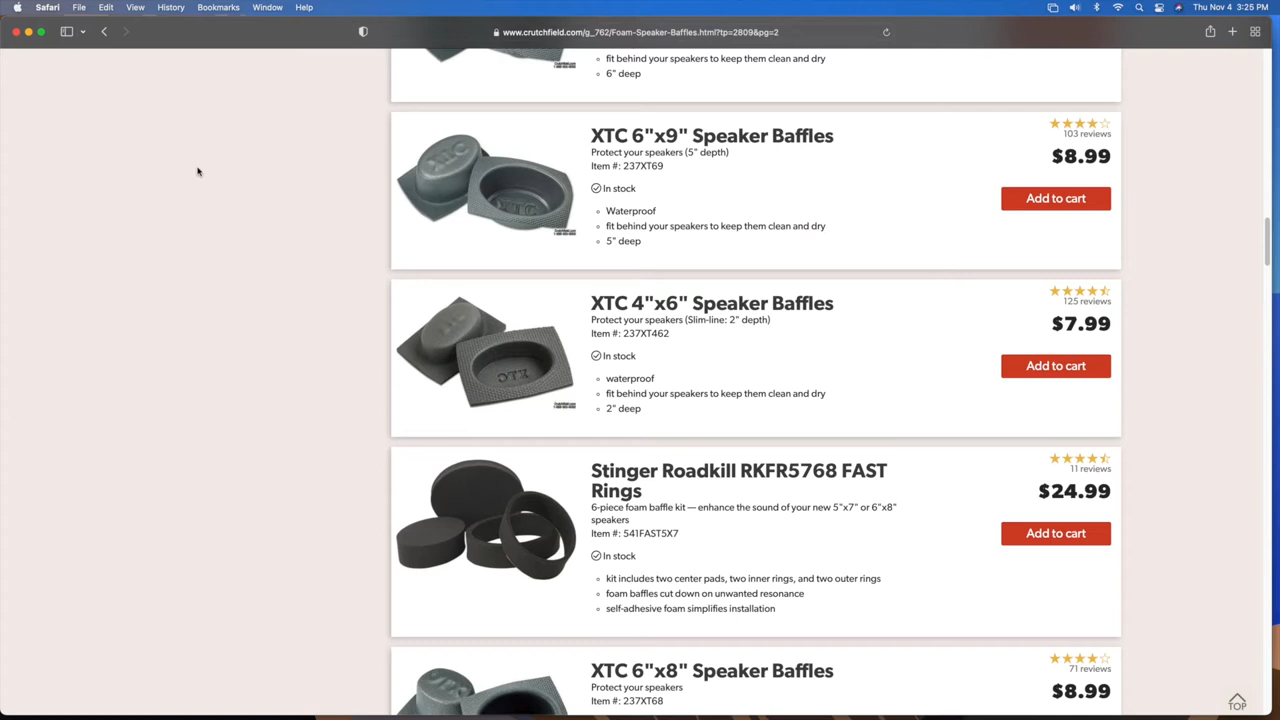 Safari File Edit View History Bookmarks Window Help Thu Nov 4 3:25 PM
www.crutchfield.com/g_762/Foam-Speaker-Baffles.html?tp=2809&pg=2
fit behind your speakers to keep them clean and dry
6" deep
XTC 6"x9" Speaker Baffles
103 reviews
Protect your speakers (5" depth)
$8.99
Item #: 237XT69
In stock
Add to cart
Waterproof
fit behind your speakers to keep them clean and dry
5" deep
XTC 4"x6" Speaker Baffles
125 reviews
Protect your speakers (Slim-line: 2" depth)
$7.99
Item #: 237XT462
In stock
Add to cart
waterproof
fit behind your speakers to keep them clean and dry
2" deep
Stinger Roadkill RKFR5768 FAST
Rings
11 reviews
$24.99
6-piece foam baffle kit — enhance the sound of your new 5"x7" or 6"x8"
speakers
Item #: 541FAST5X7
Add to cart
In stock
kit includes two center pads, two inner rings, and two outer rings
foam baffles cut down on unwanted resonance
self-adhesive foam simplifies installation
XTC 6"x8" Speaker Baffles
71 reviews
Protect your speakers
$8.99
Item #: 237XT68
TOP